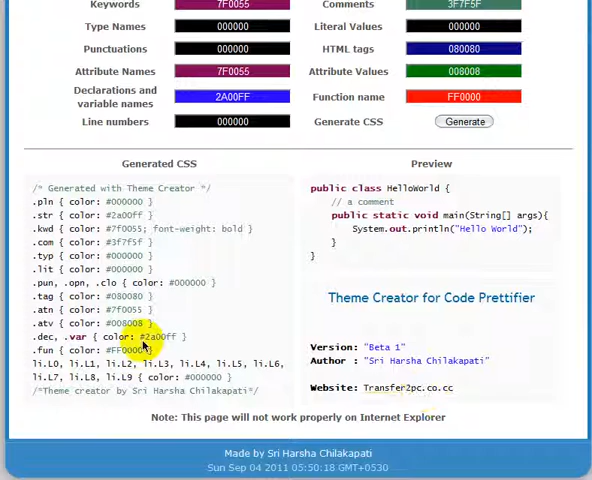 Keywords 7F0055 Comments 3F7F5F
Type Names 000000 Literal Values 000000
Punctuations 000000 HTML tags 080080
Attribute Names 7F0055 Attribute Values 008008
Declarations and
variable names 2A00FF Function name FF0000
Line numbers 000000 Generate CSS Generate
Generated CSS
/* Generated with Theme Creator */
.pln { color: #000000 }
.str { color: #2a00ff }
.kwd { color: #7f0055; font-weight: bold }
.com { color: #3f7f5f }
.typ { color: #000000 }
.lit { color: #000000 }
.pun, .opn, .clo { color: #000000 }
.tag { color: #080080 }
.atn { color: #7f0055 }
.atv { color: #008008 }
.dec, .var { color: #2a00ff }
.fun { color: #FF0000 }
li.L0, li.L1, li.L2, li.L3, li.L4, li.L5, li.L6,
li.L7, li.L8, li.L9 { color: #000000 }
/*Theme creator by Sri Harsha Chilakapati*/
Preview
public class HelloWorld {
// a comment
public static void main(String[] args){
System.out.println("Hello World");
}
}
Theme Creator for Code Prettifier
Version: "Beta 1"
Author : "Sri Harsha Chilakapati"
Website: Transfer2pc.co.cc
Note: This page will not work properly on Internet Explorer
Made by Sri Harsha Chilakapati
Sun Sep 04 2011 05:50:18 GMT+0530